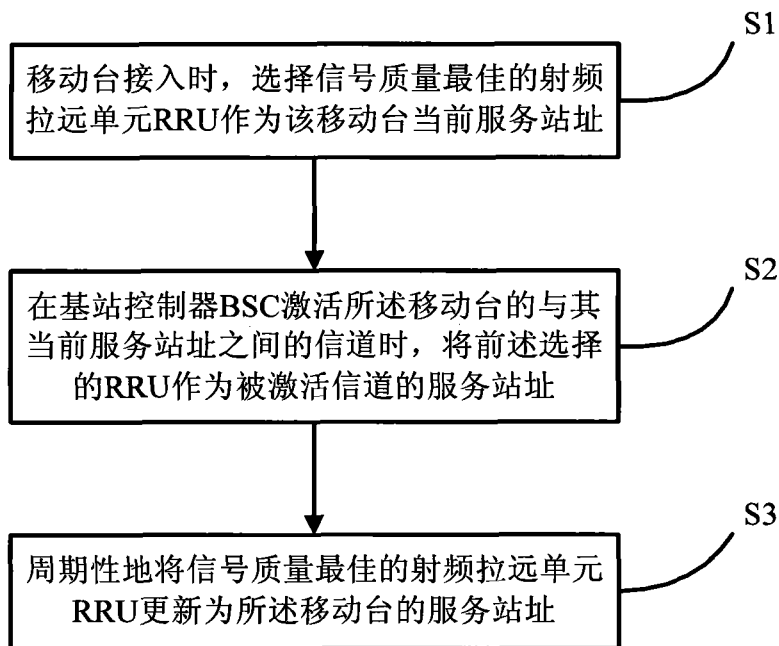 S1
移动台接入时，选择信号质量最佳的射频
拉远单元RRU作为该移动台当前服务站址
S2
在基站控制器BSC激活所述移动台的与其
当前服务站址之间的信道时，将前述选择
的RRU作为被激活信道的服务站址
S3
周期性地将信号质量最佳的射频拉远单元
RRU更新为所述移动台的服务站址